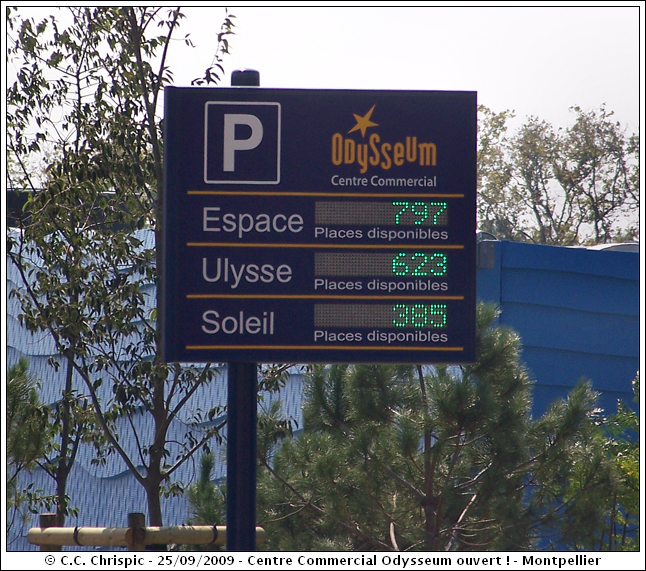 P
Odysseum
Centre Commercial
Espace 797
Places disponibles
Ulysse 623
Places disponibles
Soleil 385
Places disponibles
© C.C. Chrispic - 25/09/2009 - Centre Commercial Odysseum ouvert ! - Montpellier